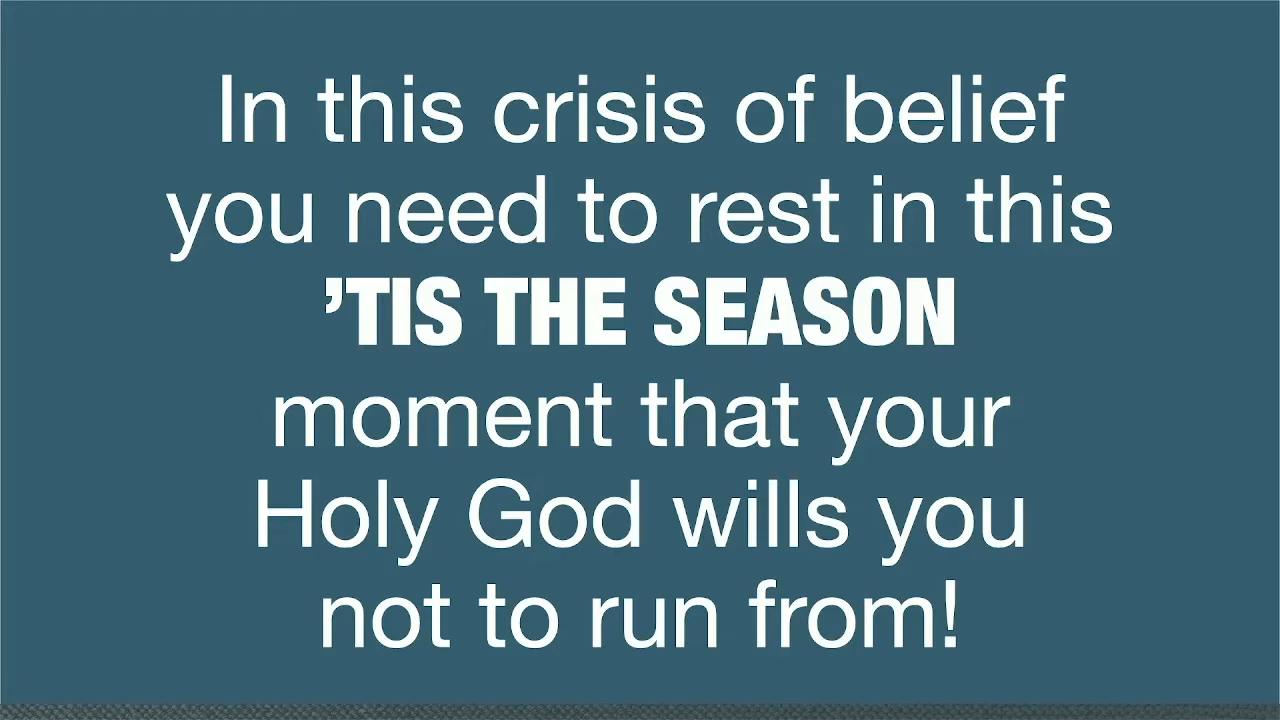 In this crisis of belief
you need to rest in this
’TIS THE SEASON
moment that your
Holy God wills you
not to run from!